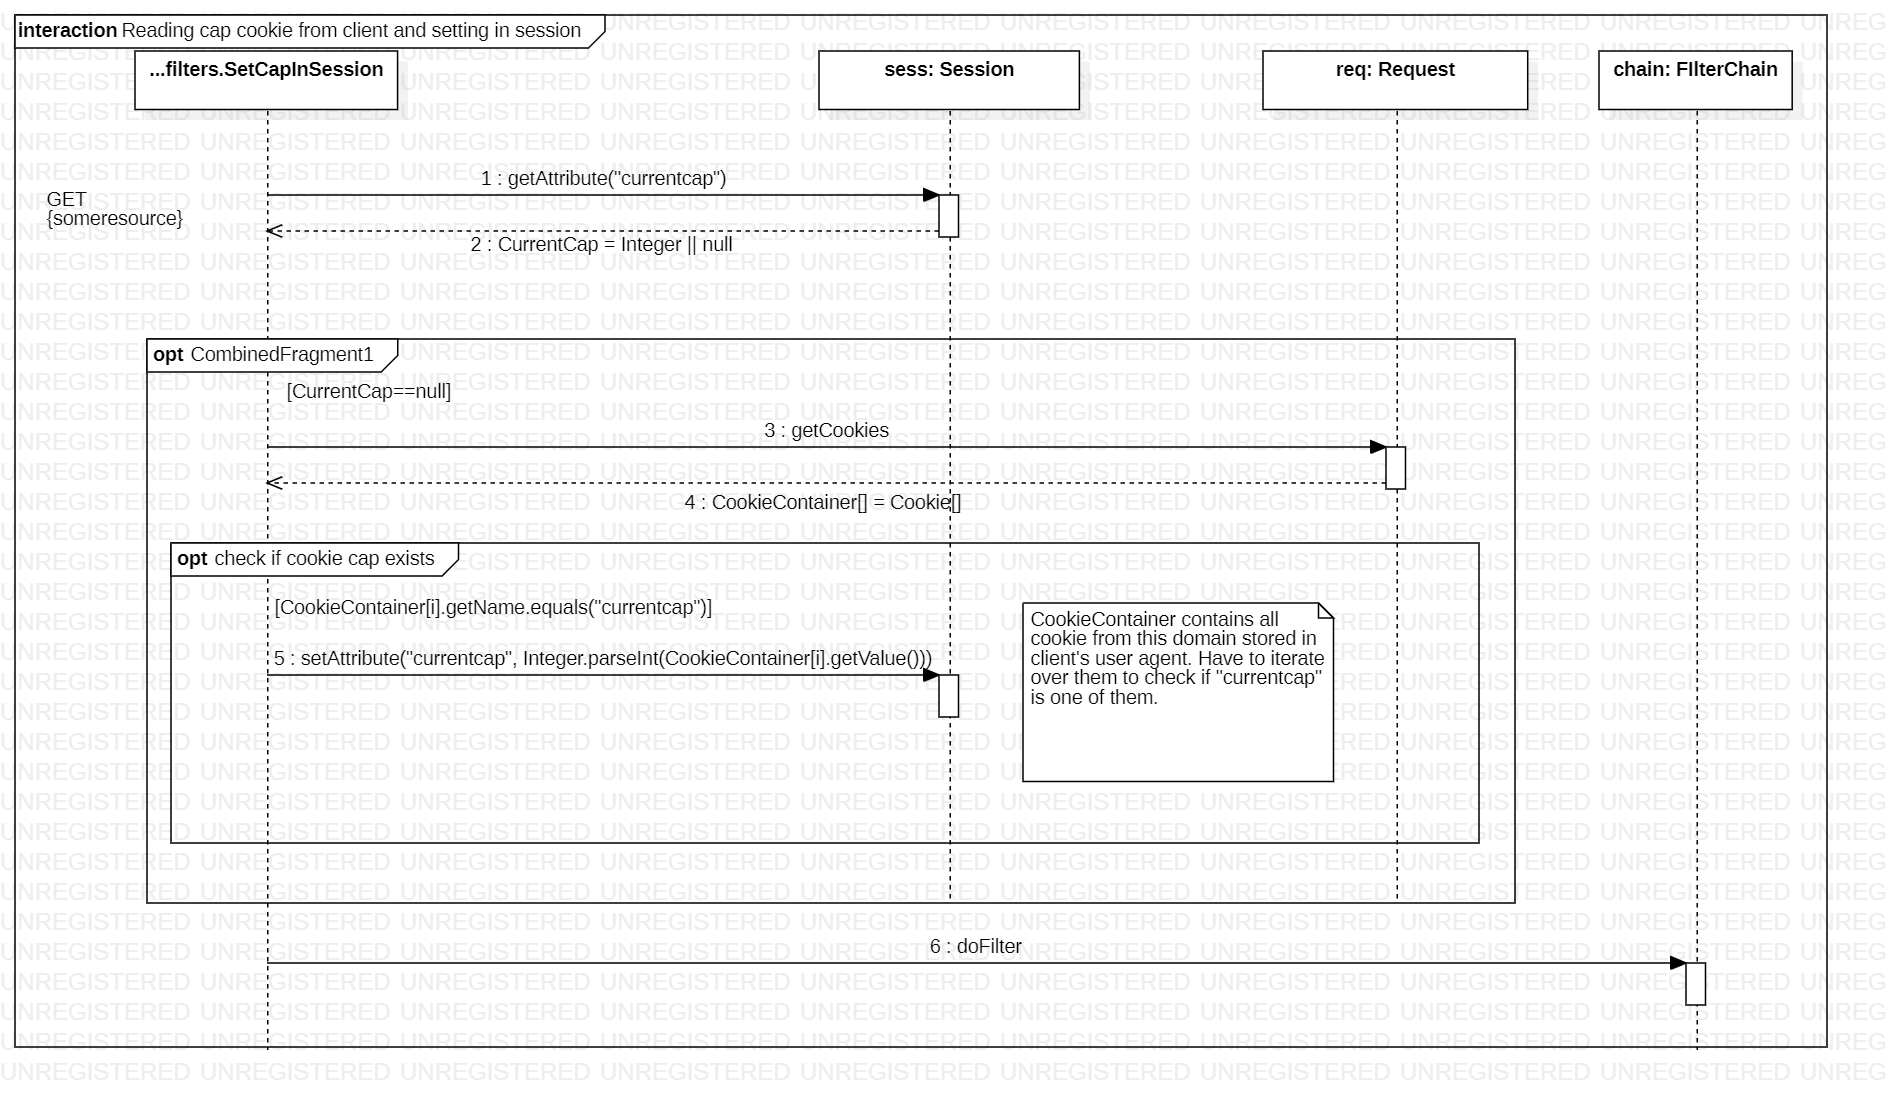 interaction Reading cap cookie from client and setting in session
...filters.SetCapInSession
sess: Session
req: Request
chain: FIlterChain
1 : getAttribute("currentcap")
GET
{someresource}
2 : CurrentCap = Integer || null
opt CombinedFragment1
[CurrentCap==null]
3 : getCookies
4 : CookieContainer[] = Cookie[]
opt check if cookie cap exists
[CookieContainer[i].getName.equals("currentcap")]
5 : setAttribute("currentcap", Integer.parseInt(CookieContainer[i].getValue()))
CookieContainer contains all
cookie from this domain stored in
client's user agent. Have to iterate
over them to check if "currentcap"
is one of them.
6 : doFilter
UNREGISTERED